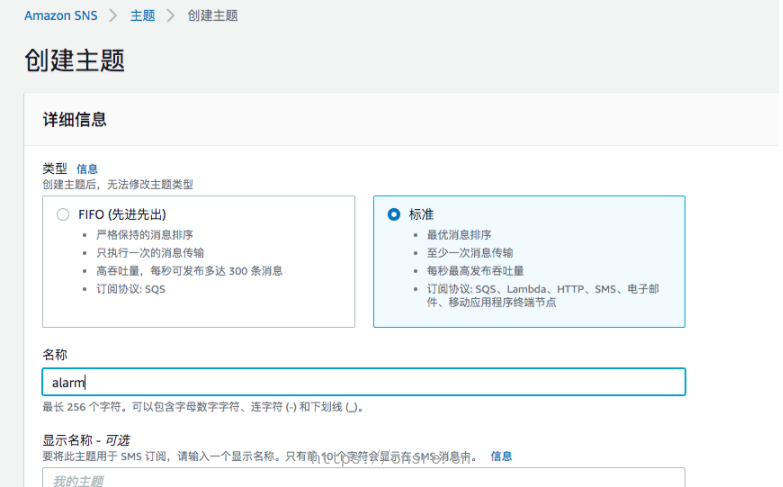 Amazon SNS > 主题 > 创建主题
创建主题
详细信息
类型 信息
创建主题后，无法修改主题类型
FIFO (先进先出)
• 严格保持的消息排序
• 只执行一次的消息传输
• 高吞吐量，每秒可发布多达 300 条消息
• 订阅协议: SQS
标准
• 最优消息排序
• 至少一次消息传输
• 每秒最高发布吞吐量
• 订阅协议: SQS、Lambda、HTTP、SMS、电子邮
件、移动应用程序终端节点
名称
alarm
最长 256 个字符。可以包含字母数字字符、连字符 (-) 和下划线 (_)。
显示名称 - 可选
要将此主题用于 SMS 订阅，请输入一个显示名称。只有前 10 个字符会显示在 SMS 消息中。 信息
我的主题